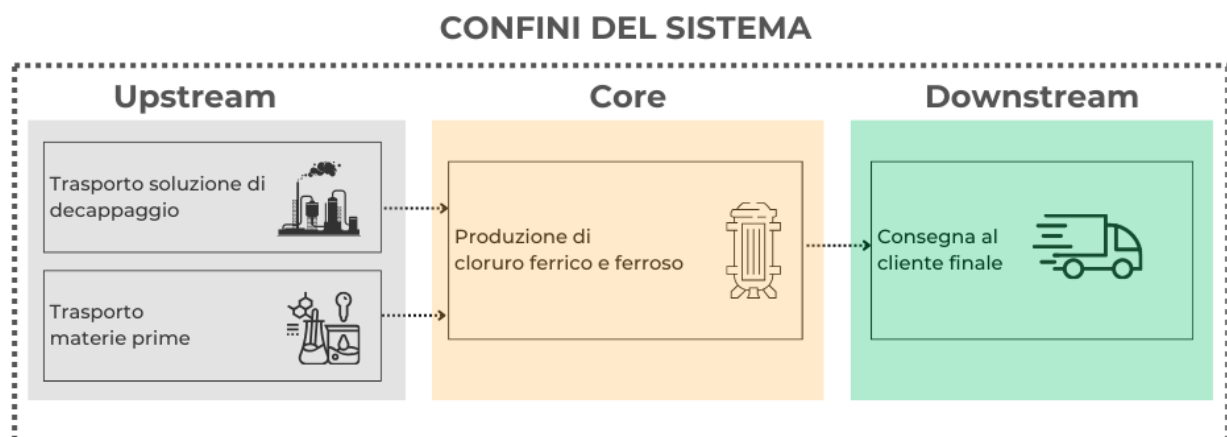 CONFINI DEL SISTEMA
Upstream
Core
Downstream
Trasporto soluzione di
decappaggio
Trasporto
materie prime
Produzione di
cloruro ferrico e ferroso
Consegna al
cliente finale